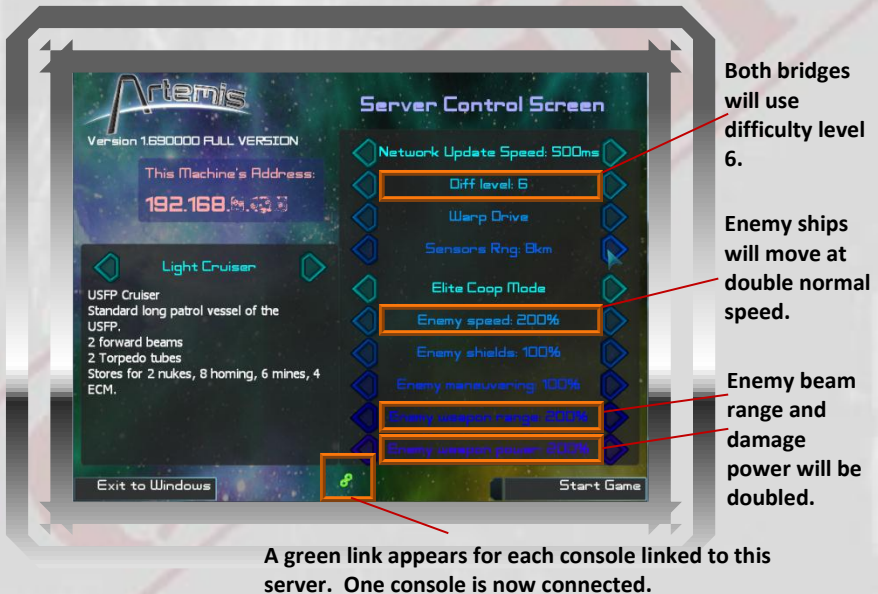 Artemis
Server Control Screen
Version 1.690000 FULL VERSION
This Machine's Address:
192.168.
Network Update Speed: 500ms
Diff level: 6
Warp Drive
Sensors Rng: 8km
Light Cruiser
USFP Cruiser
Standard long patrol vessel of the
USFP.
2 forward beams
2 Torpedo tubes
Stores for 2 nukes, 8 homing, 6 mines, 4
ECM.
Elite Coop Mode
Enemy speed: 200%
Enemy shields: 100%
Enemy maneuvering: 100%
Enemy weapon range: 200%
Enemy weapon power: 200%
Exit to Windows
Start Game
Both bridges
will use
difficulty level
6.
Enemy ships
will move at
double normal
speed.
Enemy beam
range and
damage
power will be
doubled.
A green link appears for each console linked to this
server. One console is now connected.